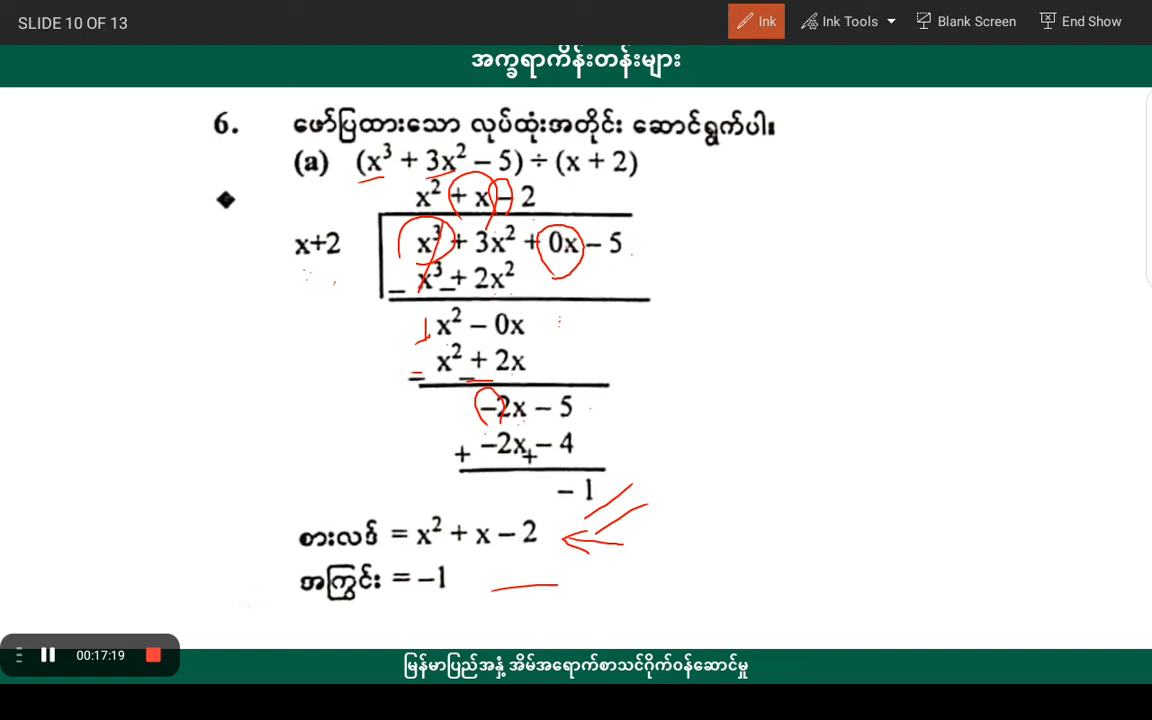 SLIDE 10 OF 13 Ink Ink Tools Blank Screen End Show
အက္ခရာကိန်းတန်းများ
6. ဖော်ပြထားသော လုပ်ထုံးအတိုင်း ဆောင်ရွက်ပါ။
(a) (x³ + 3x² − 5) ÷ (x + 2)
x² + x − 2
x+2 x³ + 3x² + 0x − 5
− x³ + − 2x²
1 x² − 0x
− x² + − 2x
−2x − 5
+ −2x + − 4
− 1
စားလဒ် = x² + x − 2
အကြွင်း = −1
00:17:19
မြန်မာပြည်အနှံ့ အိမ်အရောက်စာသင်ဂိုက်ဝန်ဆောင်မှု